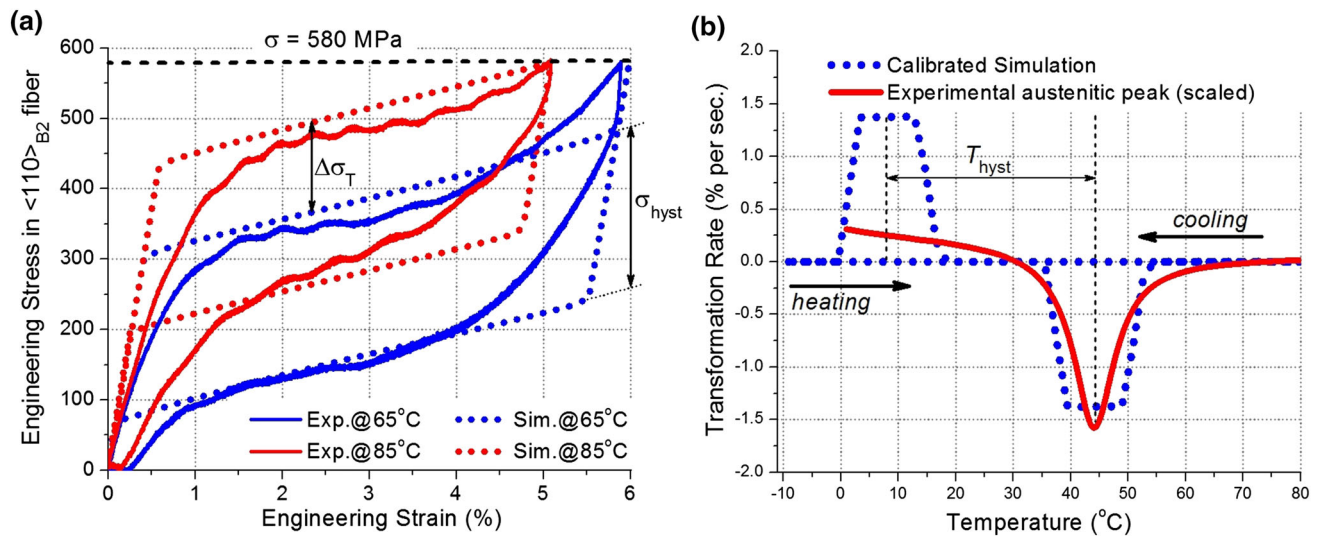 (a)
σ = 580 MPa
600
500
400
300
200
100
0
Engineering Stress in <110>B2 fiber
ΔσT
σhyst
Exp.@65°C
Sim.@65°C
Exp.@85°C
Sim.@85°C
0 1 2 3 4 5 6
Engineering Strain (%)
(b)
2.0
1.5
1.0
0.5
0.0
-0.5
-1.0
-1.5
-2.0
Transformation Rate (% per sec.)
Calibrated Simulation
Experimental austenitic peak (scaled)
Thyst
cooling
heating
-10 0 10 20 30 40 50 60 70 80
Temperature (°C)